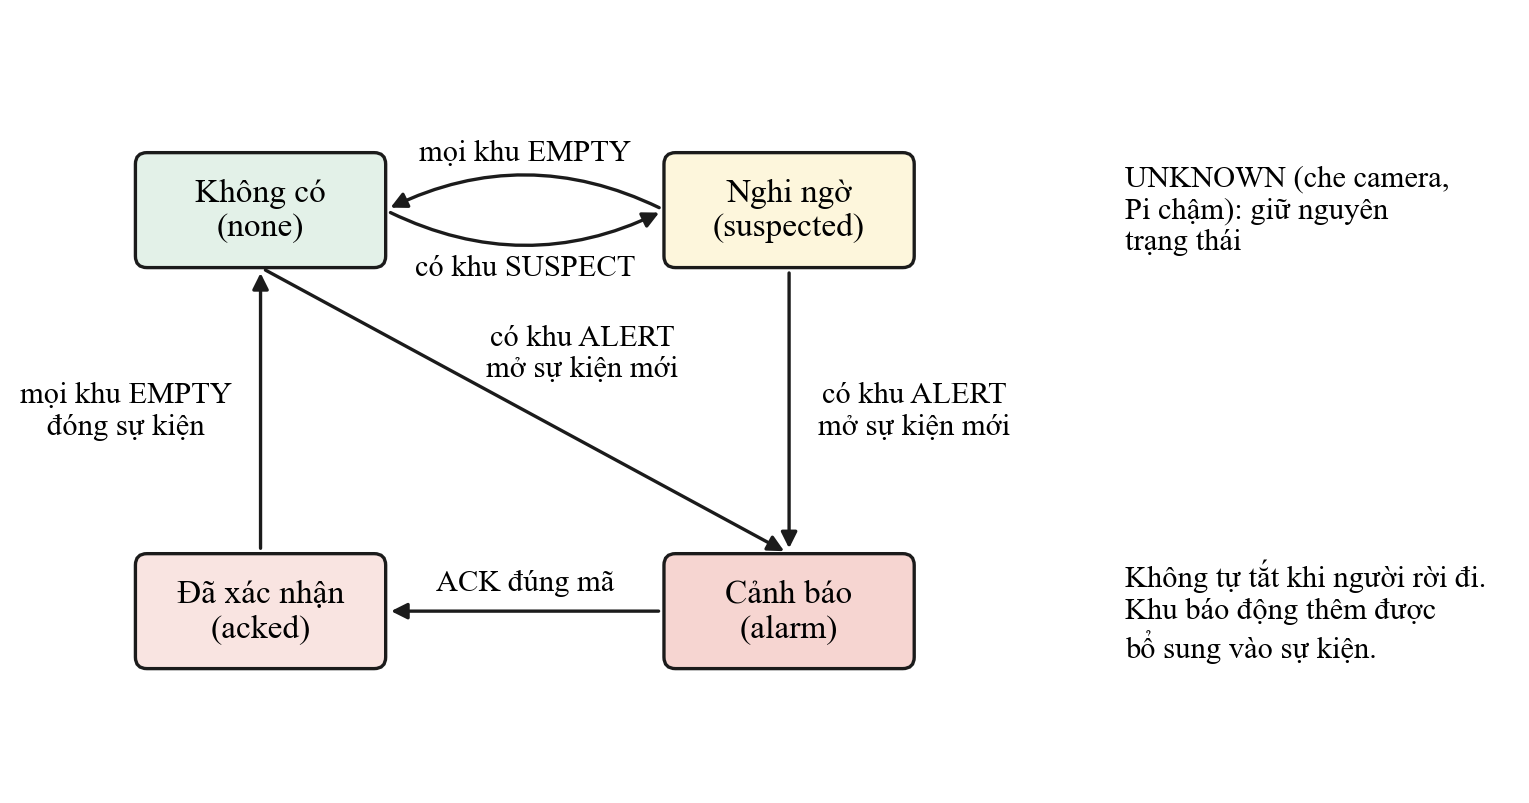 mọi khu EMPTY
Không có
(none)
Nghi ngờ
(suspected)
UNKNOWN (che camera,
Pi chậm): giữ nguyên
trạng thái
có khu SUSPECT
có khu ALERT
mở sự kiện mới
mọi khu EMPTY
đóng sự kiện
có khu ALERT
mở sự kiện mới
Đã xác nhận
(acked)
ACK đúng mã
Cảnh báo
(alarm)
Không tự tắt khi người rời đi.
Khu báo động thêm được
bổ sung vào sự kiện.